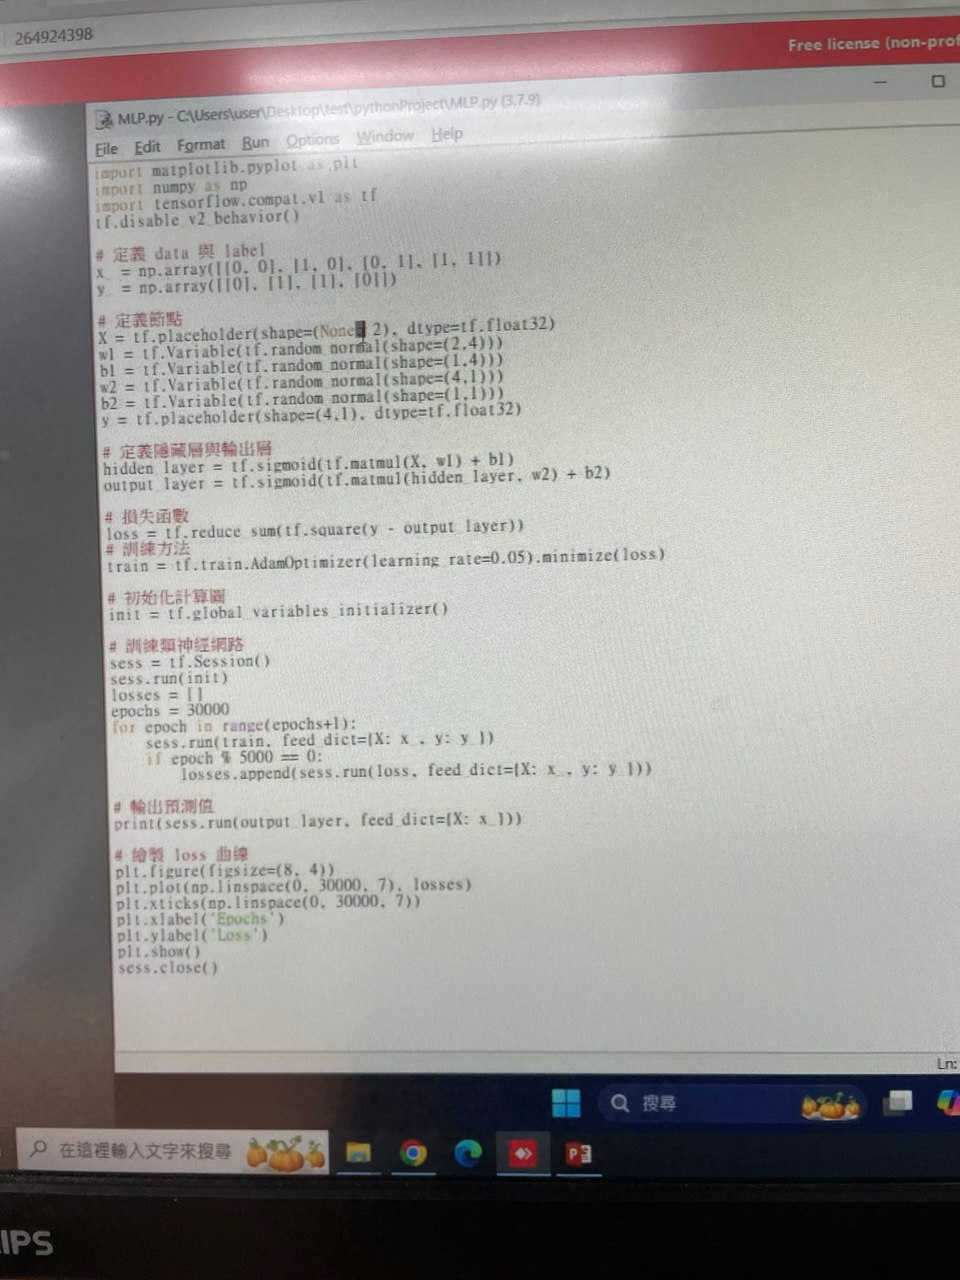 264924398
Free license (non-prof
MLP.py - C:\Users\user\Desktop\test\pythonProject\MLP.py (3.7.9)
File Edit Format Run Options Window Help
import matplotlib.pyplot as plt
import numpy as np
import tensorflow.compat.v1 as tf
tf.disable_v2_behavior()
# 定義 data 與 label
x_ = np.array([[0, 0], [1, 0], [0, 1], [1, 1]])
y_ = np.array([[0], [1], [1], [0]])
# 定義節點
X = tf.placeholder(shape=(None, 2), dtype=tf.float32)
w1 = tf.Variable(tf.random_normal(shape=(2,4)))
b1 = tf.Variable(tf.random_normal(shape=(1,4)))
w2 = tf.Variable(tf.random_normal(shape=(4,1)))
b2 = tf.Variable(tf.random_normal(shape=(1,1)))
y = tf.placeholder(shape=(4,1), dtype=tf.float32)
# 定義隱藏層與輸出層
hidden_layer = tf.sigmoid(tf.matmul(X, w1) + b1)
output_layer = tf.sigmoid(tf.matmul(hidden_layer, w2) + b2)
# 損失函數
loss = tf.reduce_sum(tf.square(y - output_layer))
# 訓練方法
train = tf.train.AdamOptimizer(learning_rate=0.05).minimize(loss)
# 初始化計算圖
init = tf.global_variables_initializer()
# 訓練類神經網路
sess = tf.Session()
sess.run(init)
losses = []
epochs = 30000
for epoch in range(epochs+1):
    sess.run(train, feed_dict={X: x_, y: y_})
    if epoch % 5000 == 0:
        losses.append(sess.run(loss, feed_dict={X: x_, y: y_}))
# 輸出預測值
print(sess.run(output_layer, feed_dict={X: x_}))
# 繪製 loss 曲線
plt.figure(figsize=(8, 4))
plt.plot(np.linspace(0, 30000, 7), losses)
plt.xticks(np.linspace(0, 30000, 7))
plt.xlabel('Epochs')
plt.ylabel('Loss')
plt.show()
sess.close()
Ln:
搜尋
在這裡輸入文字來搜尋
IPS